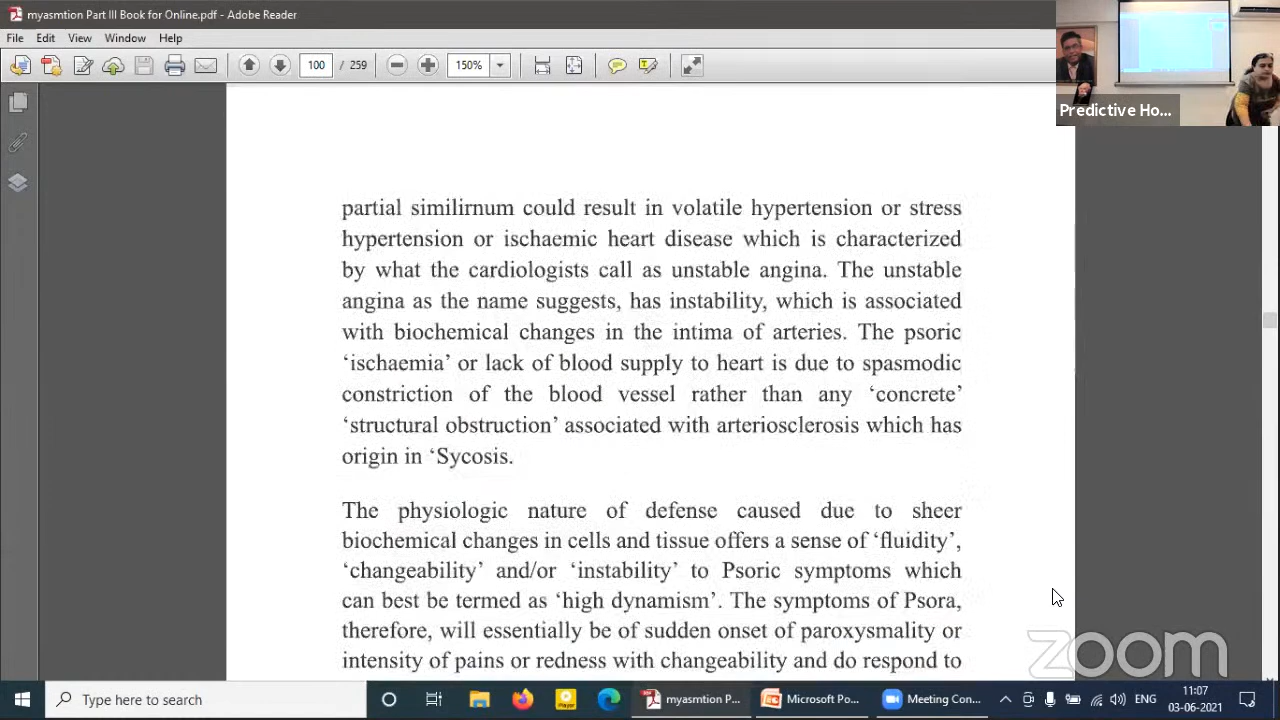 myasmtion Part III Book for Online.pdf - Adobe Reader
File Edit View Window Help
100 / 259 150%
Predictive Ho...
partial similirnum could result in volatile hypertension or stress
hypertension or ischaemic heart disease which is characterized
by what the cardiologists call as unstable angina. The unstable
angina as the name suggests, has instability, which is associated
with biochemical changes in the intima of arteries. The psoric
‘ischaemia’ or lack of blood supply to heart is due to spasmodic
constriction of the blood vessel rather than any ‘concrete’
‘structural obstruction’ associated with arteriosclerosis which has
origin in ‘Sycosis.
The physiologic nature of defense caused due to sheer
biochemical changes in cells and tissue offers a sense of ‘fluidity’,
‘changeability’ and/or ‘instability’ to Psoric symptoms which
can best be termed as ‘high dynamism’. The symptoms of Psora,
therefore, will essentially be of sudden onset of paroxysmality or
intensity of pains or redness with changeability and do respond to
zoom
Type here to search
myasmtion P...
Microsoft Po...
Meeting Con...
ENG
11:07
03-06-2021